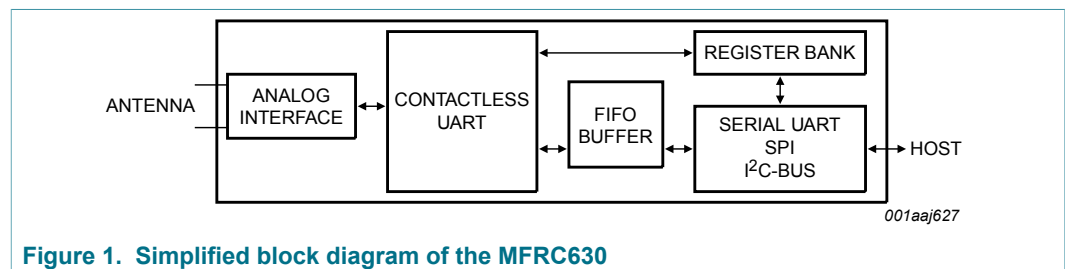 ANTENNA
ANALOG
INTERFACE
CONTACTLESS
UART
FIFO
BUFFER
REGISTER BANK
SERIAL UART
SPI
I²C-BUS
HOST
001aaj627
Figure 1. Simplified block diagram of the MFRC630